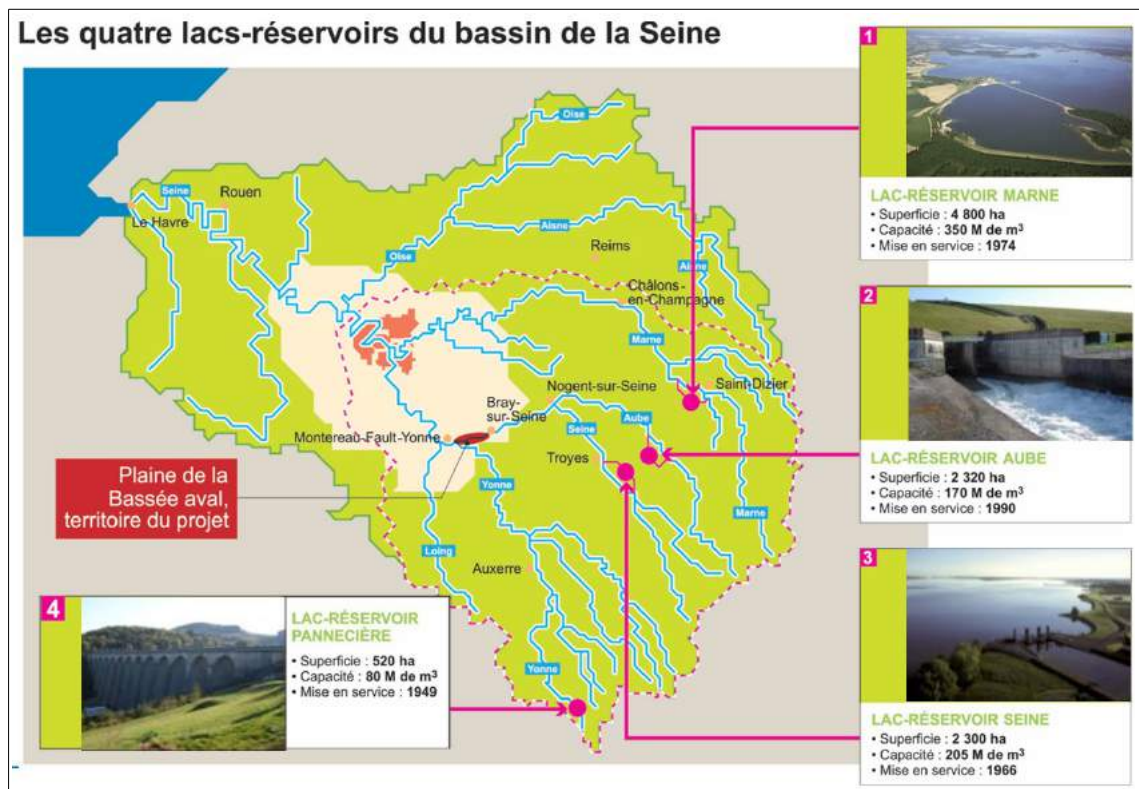 Les quatre lacs-réservoirs du bassin de la Seine
1
LAC-RÉSERVOIR MARNE
• Superficie : 4 800 ha
• Capacité : 350 M de m³
• Mise en service : 1974
2
LAC-RÉSERVOIR AUBE
• Superficie : 2 320 ha
• Capacité : 170 M de m³
• Mise en service : 1990
3
LAC-RÉSERVOIR SEINE
• Superficie : 2 300 ha
• Capacité : 205 M de m³
• Mise en service : 1966
4
LAC-RÉSERVOIR
PANNECIÈRE
• Superficie : 520 ha
• Capacité : 80 M de m³
• Mise en service : 1949
Plaine de la
Bassée aval,
territoire du projet
Oise
Seine
Rouen
Le Havre
Aisne
Reims
Oise
Aisne
Châlons-
en-Champagne
Marne
Nogent-sur-Seine
Saint-Dizier
Bray-
sur-Seine
Aube
Seine
Montereau-Fault-Yonne
Troyes
Yonne
Marne
Loing
Auxerre
Yonne